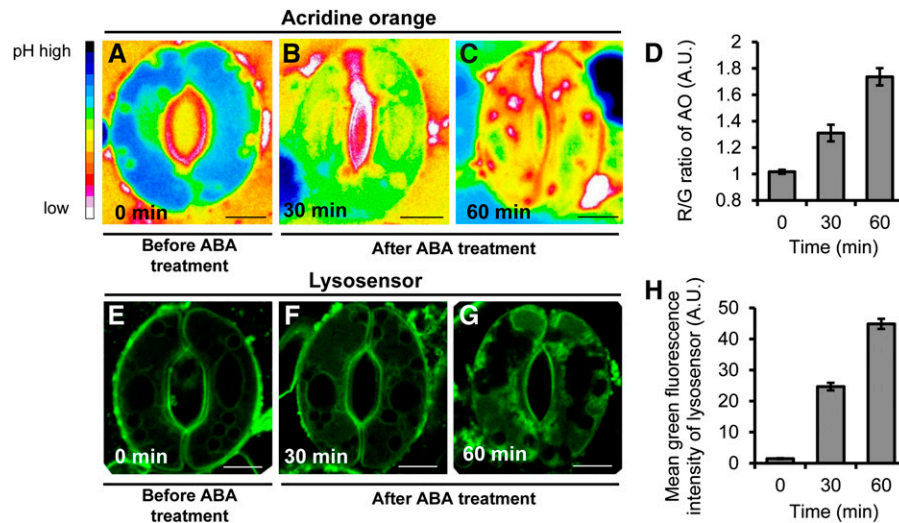 Acridine orange
pH high
low
A
0 min
B
30 min
C
60 min
Before ABA
treatment
After ABA treatment
D
R/G ratio of AO (A.U.)
2
1.8
1.6
1.4
1.2
1
0.8
0
30
60
Time (min)
Lysosensor
E
0 min
F
30 min
G
60 min
Before ABA
treatment
After ABA treatment
H
Mean green fluorescence
intensity of lysosensor (A.U.)
50
40
30
20
10
0
0
30
60
Time (min)